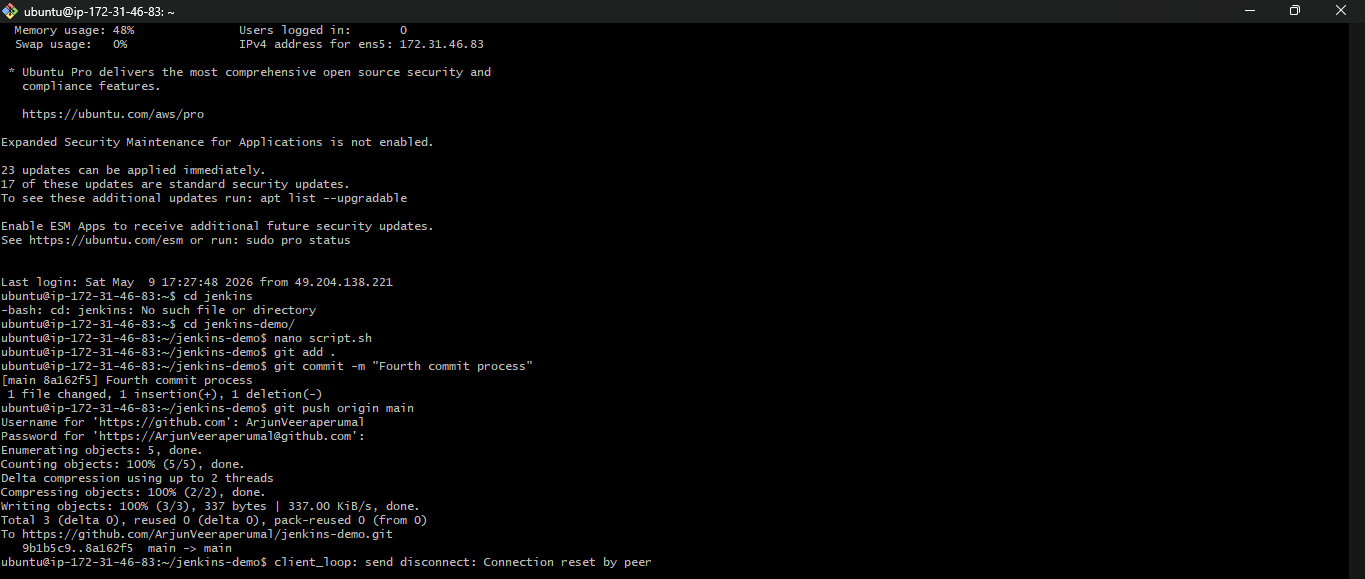 ubuntu@ip-172-31-46-83: ~
Memory usage: 48% Users logged in: 0
Swap usage: 0% IPv4 address for ens5: 172.31.46.83
* Ubuntu Pro delivers the most comprehensive open source security and
compliance features.
https://ubuntu.com/aws/pro
Expanded Security Maintenance for Applications is not enabled.
23 updates can be applied immediately.
17 of these updates are standard security updates.
To see these additional updates run: apt list --upgradable
Enable ESM Apps to receive additional future security updates.
See https://ubuntu.com/esm or run: sudo pro status
Last login: Sat May  9 17:27:48 2026 from 49.204.138.221
ubuntu@ip-172-31-46-83:~$ cd jenkins
-bash: cd: jenkins: No such file or directory
ubuntu@ip-172-31-46-83:~$ cd jenkins-demo/
ubuntu@ip-172-31-46-83:~/jenkins-demo$ nano script.sh
ubuntu@ip-172-31-46-83:~/jenkins-demo$ git add .
ubuntu@ip-172-31-46-83:~/jenkins-demo$ git commit -m "Fourth commit process"
[main 8a162f5] Fourth commit process
1 file changed, 1 insertion(+), 1 deletion(-)
ubuntu@ip-172-31-46-83:~/jenkins-demo$ git push origin main
Username for 'https://github.com': ArjunVeeraperumal
Password for 'https://ArjunVeeraperumal@github.com':
Enumerating objects: 5, done.
Counting objects: 100% (5/5), done.
Delta compression using up to 2 threads
Compressing objects: 100% (2/2), done.
Writing objects: 100% (3/3), 337 bytes | 337.00 KiB/s, done.
Total 3 (delta 0), reused 0 (delta 0), pack-reused 0 (from 0)
To https://github.com/ArjunVeeraperumal/jenkins-demo.git
9b1b5c9..8a162f5  main -> main
ubuntu@ip-172-31-46-83:~/jenkins-demo$ client_loop: send disconnect: Connection reset by peer